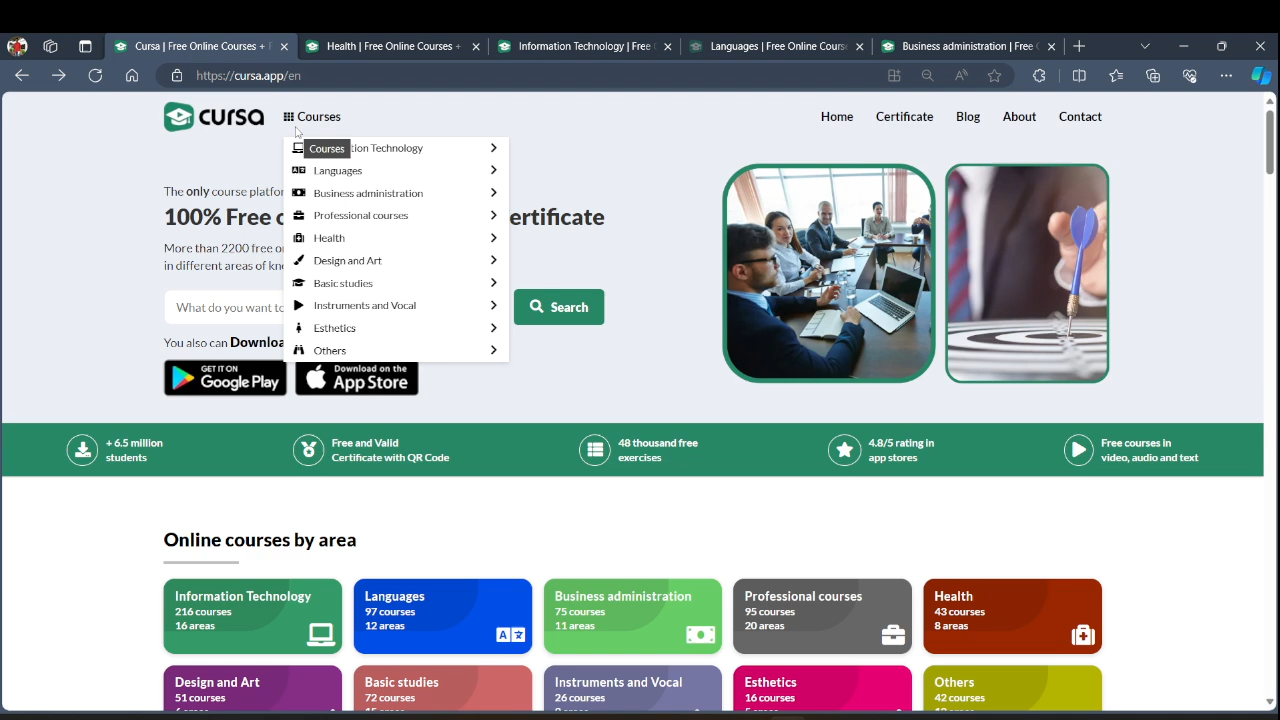 Cursa | Free Online Courses +
Health | Free Online Courses +
Information Technology | Free
Languages | Free Online Course
Business administration | Free
https://cursa.app/en
cursa
Courses
Home
Certificate
Blog
About
Contact
Courses
tion Technology
Languages
Business administration
Professional courses
Health
Design and Art
Basic studies
Instruments and Vocal
Esthetics
Others
The only course platfor
100% Free c
ertificate
More than 2200 free o
in different areas of kn
What do you want to
Search
You also can Downloa
GET IT ON
Google Play
Download on the
App Store
+ 6.5 million
students
Free and Valid
Certificate with QR Code
48 thousand free
exercises
4.8/5 rating in
app stores
Free courses in
video, audio and text
Online courses by area
Information Technology
216 courses
16 areas
Languages
97 courses
12 areas
Business administration
75 courses
11 areas
Professional courses
95 courses
20 areas
Health
43 courses
8 areas
Design and Art
51 courses
Basic studies
72 courses
Instruments and Vocal
26 courses
Esthetics
16 courses
Others
42 courses